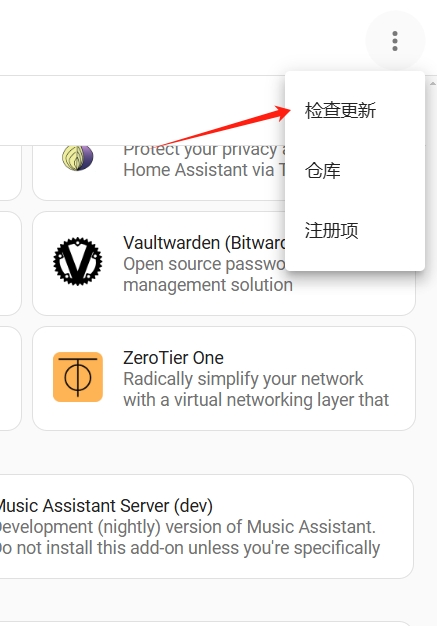 检查更新
仓库
注册项
Protect your privacy
Home Assistant via
Vaultwarden
Open source
management solution
ZeroTier One
Radically simplify your network
with a virtual networking layer that
Music Assistant Server (dev)
Development (nightly) version of Music Assistant.
Do not install this add-on unless you're specifically